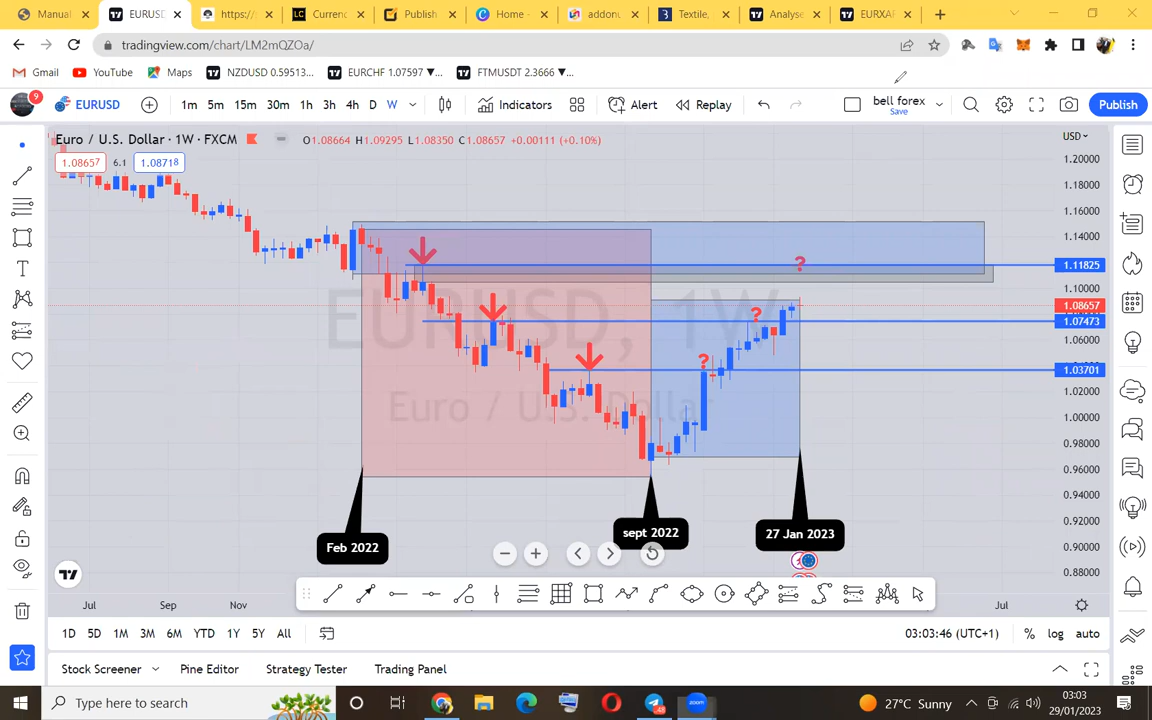 Manual
EURUSD
https://
Currenc
Publish
Home -
addonu
Textile,
Analyse
EURXAF
tradingview.com/chart/LM2mQZOa/
Gmail
YouTube
Maps
NZDUSD 0.59513...
EURCHF 1.07597 ▼...
FTMUSDT 2.3666 ▼...
9
EURUSD
1m 5m 15m 30m 1h 3h 4h D W
Indicators
Alert
Replay
bell forex
Save
Publish
Euro / U.S. Dollar · 1W · FXCM
O1.08664 H1.09295 L1.08350 C1.08657 +0.00111 (+0.10%)
USD
1.08657
6.1
1.08718
1.20000
1.18000
1.16000
1.14000
1.11825
1.10000
1.08657
1.07473
1.06000
1.03701
1.02000
1.00000
0.98000
0.96000
0.94000
0.92000
0.90000
0.88000
EURUSD, 1W
Euro / U.S. Dollar
?
?
?
Feb 2022
sept 2022
27 Jan 2023
Jul Sep Nov Jul
1D 5D 1M 3M 6M YTD 1Y 5Y All
03:03:46 (UTC+1)
% log auto
Stock Screener
Pine Editor
Strategy Tester
Trading Panel
Type here to search
27°C Sunny
03:03
29/01/2023